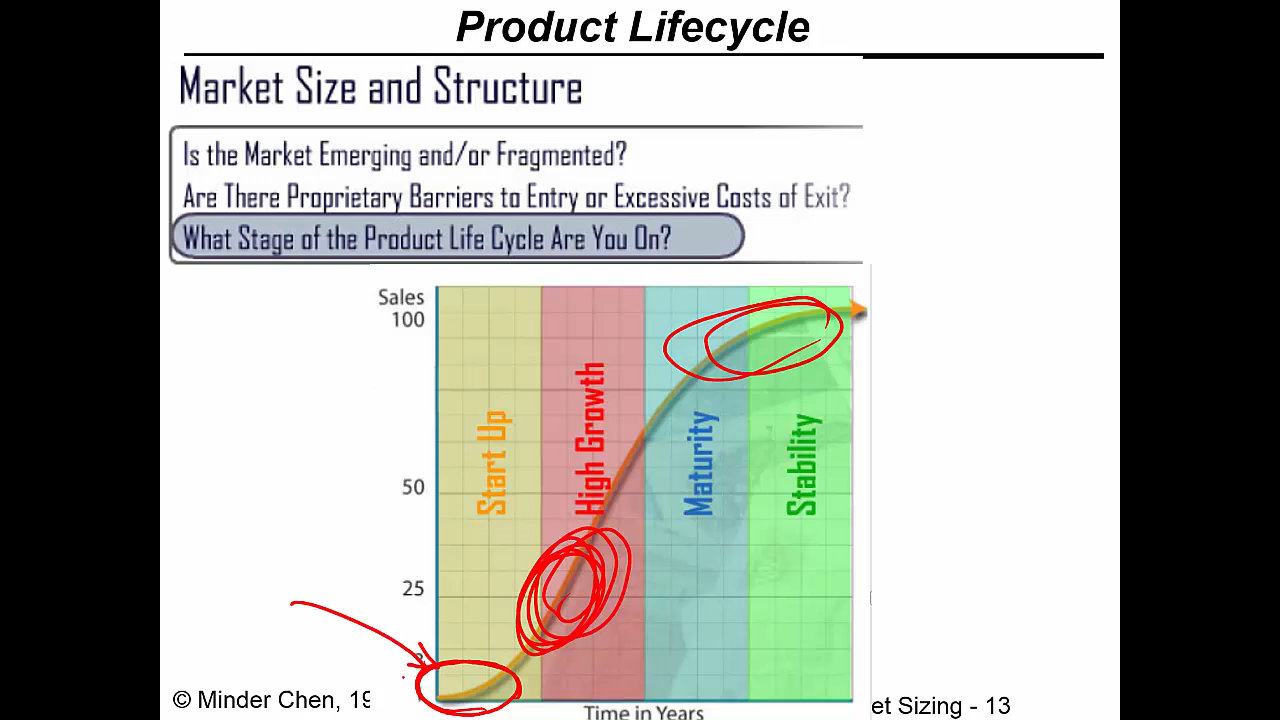 Product Lifecycle
Market Size and Structure
Is the Market Emerging and/or Fragmented?
Are There Proprietary Barriers to Entry or Excessive Costs of Exit?
What Stage of the Product Life Cycle Are You On?
Sales
100
50
25
Start Up
High Growth
Maturity
Stability
Time in Years
© Minder Chen, 19
et Sizing - 13